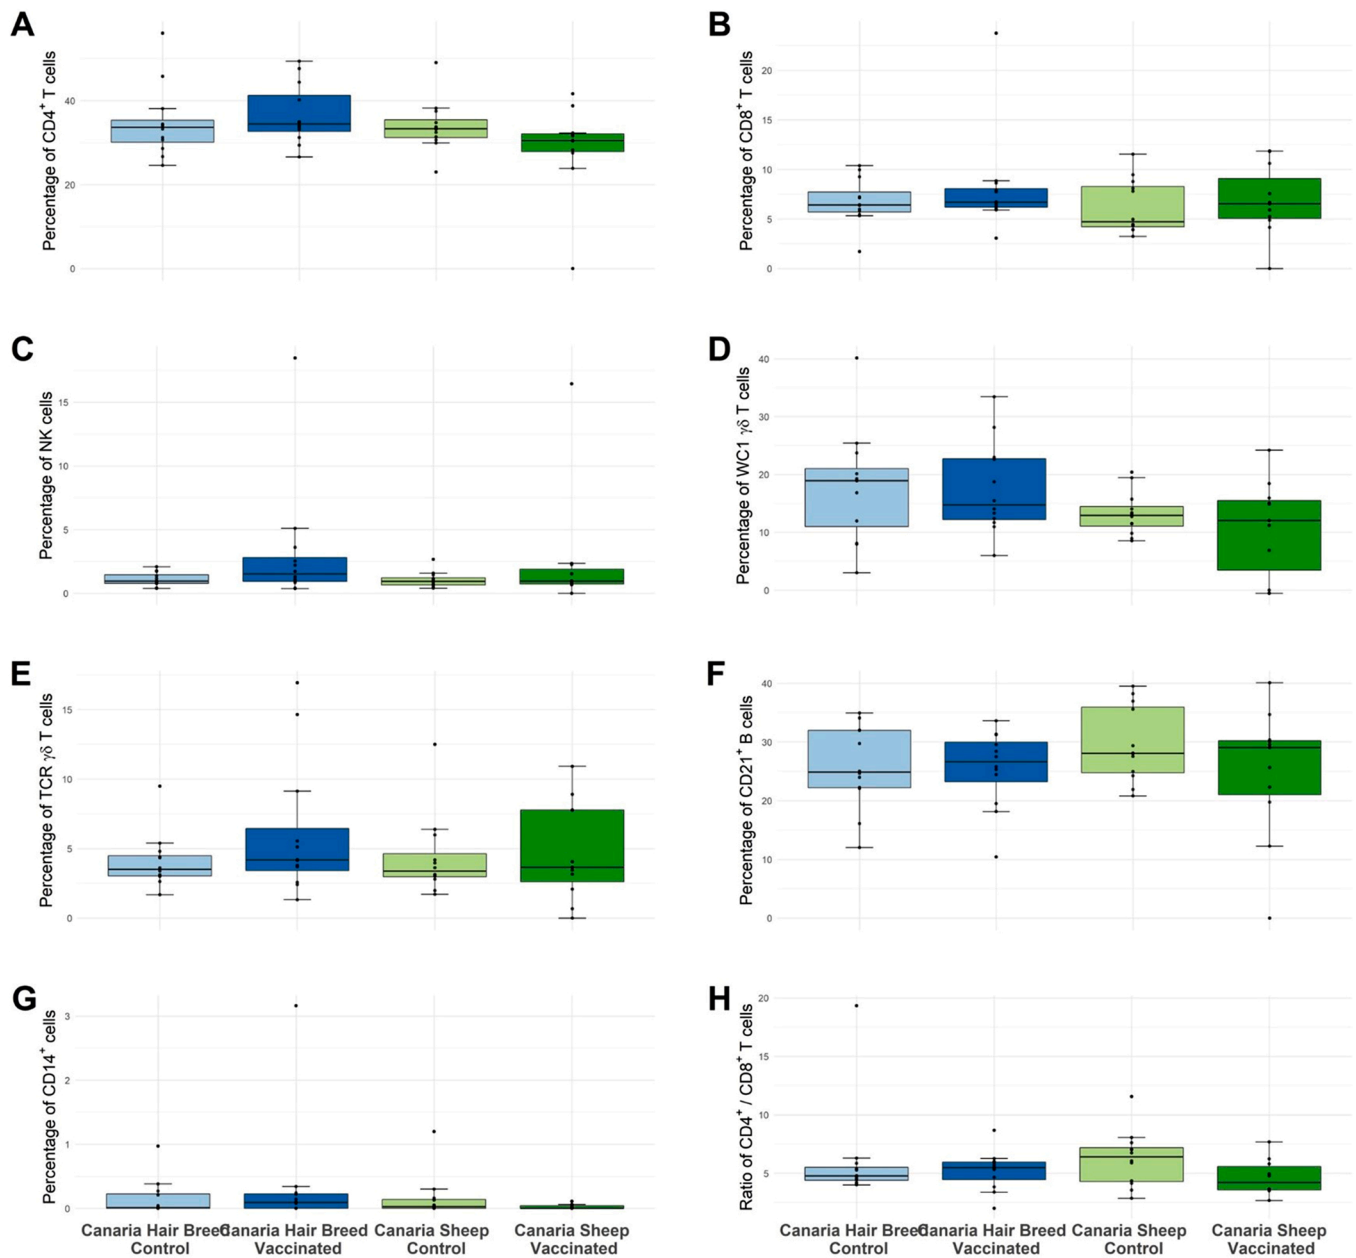 A
B
Percentage of CD4+ T cells
40
20
0
Percentage of CD8+ T cells
20
15
10
5
0
C
D
Percentage of NK cells
15
10
5
0
Percentage of WC1 γδ T cells
40
30
20
10
0
E
F
Percentage of TCR γδ T cells
15
10
5
0
Percentage of CD21+ B cells
40
30
20
10
0
G
H
Percentage of CD14+ cells
3
2
1
0
Ratio of CD4+ / CD8+ T cells
20
15
10
5
Canaria Hair Breed
Control
Canaria Hair Breed
Vaccinated
Canaria Sheep
Control
Canaria Sheep
Vaccinated
Canaria Hair Breed
Control
Canaria Hair Breed
Vaccinated
Canaria Sheep
Control
Canaria Sheep
Vaccinated